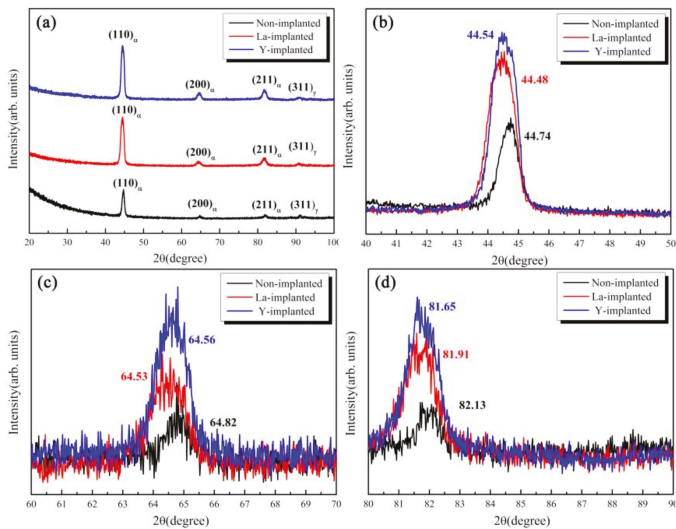 (a)
Non-implanted
La-implanted
Y-implanted
(110)α
(200)α
(211)α
(311)γ
(110)α
(200)α
(211)α
(311)γ
(110)α
(200)α
(211)α
(311)γ
Intensity(arb. units)
20 30 40 50 60 70 80 90 100
2θ(degree)
(b)
Non-implanted
La-implanted
Y-implanted
44.54
44.48
44.74
Intensity(arb. units)
40 41 42 43 44 45 46 47 48 49 50
2θ(degree)
(c)
Non-implanted
La-implanted
Y-implanted
64.56
64.53
64.82
Intensity(arb. units)
60 61 62 63 64 65 66 67 68 69 70
2θ(degree)
(d)
Non-implanted
La-implanted
Y-implanted
81.65
81.91
82.13
Intensity(arb. units)
80 81 82 83 84 85 86 87 88 89 90
2θ(degree)